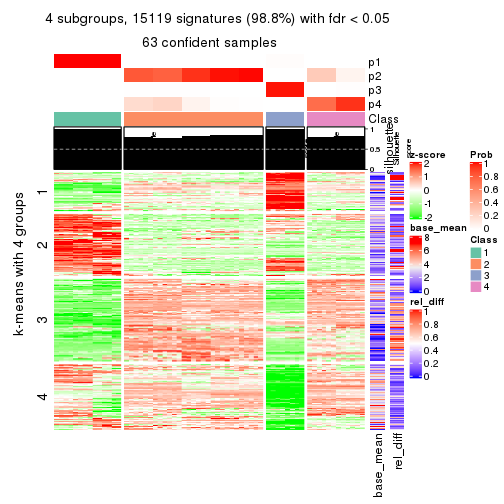 4 subgroups, 15119 signatures (98.8%) with fdr < 0.05
63 confident samples
p1
p2
p3
p4
Class
1
0.5
0
silhouette
Silhouette
score
k-means with 4 groups
1
2
3
4
base_mean
rel_diff
z-score
2
1
0
-1
-2
base_mean
8
6
4
2
0
rel_diff
1
0.8
0.6
0.4
0.2
0
Prob
1
0.8
0.6
0.4
0.2
0
Class
1
2
3
4